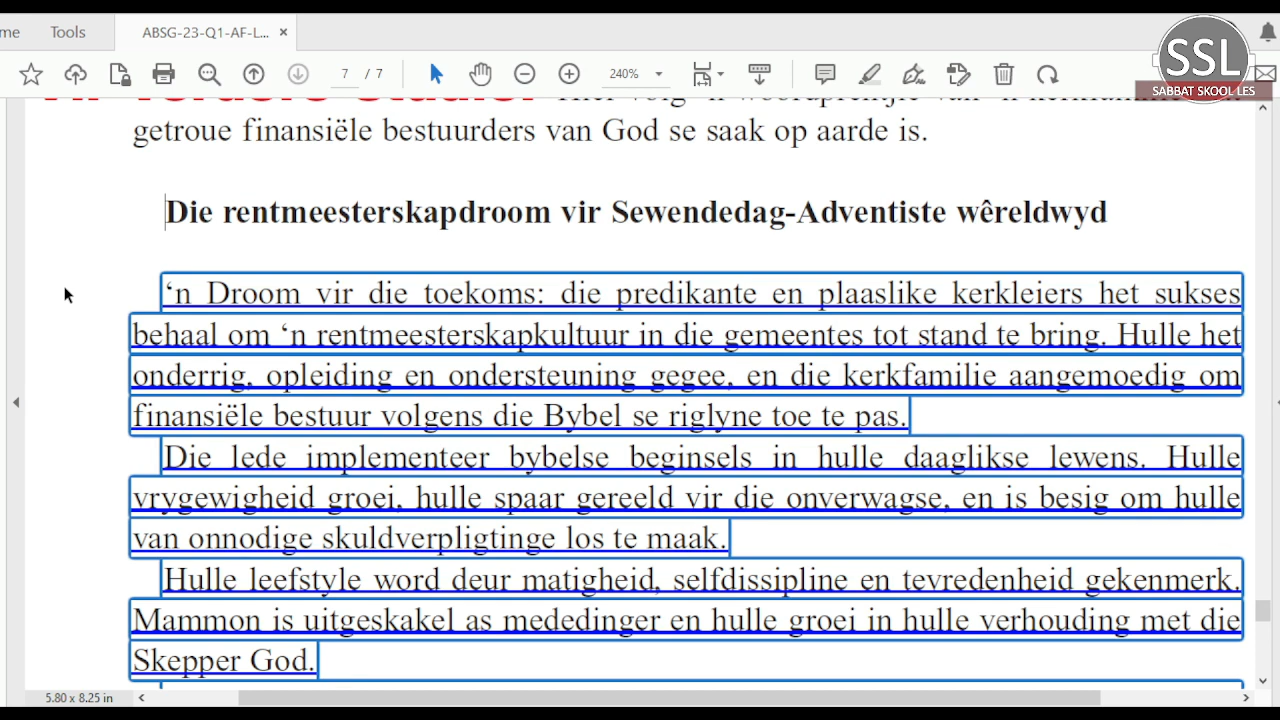 me Tools ABSG-23-Q1-AF-L... ×
SSL
SABBAT SKOOL LES
7 / 7 240%
getroue finansiële bestuurders van God se saak op aarde is.
Die rentmeesterskapdroom vir Sewendedag-Adventiste wêreldwyd
‘n Droom vir die toekoms: die predikante en plaaslike kerkleiers het sukses
behaal om ‘n rentmeesterskapkultuur in die gemeentes tot stand te bring. Hulle het
onderrig, opleiding en ondersteuning gegee, en die kerkfamilie aangemoedig om
finansiële bestuur volgens die Bybel se riglyne toe te pas.
Die lede implementeer bybelse beginsels in hulle daaglikse lewens. Hulle
vrygewigheid groei, hulle spaar gereeld vir die onverwagse, en is besig om hulle
van onnodige skuldverpligtinge los te maak.
Hulle leefstyle word deur matigheid, selfdissipline en tevredenheid gekenmerk.
Mammon is uitgeskakel as mededinger en hulle groei in hulle verhouding met die
Skepper God.
5.80 x 8.25 in